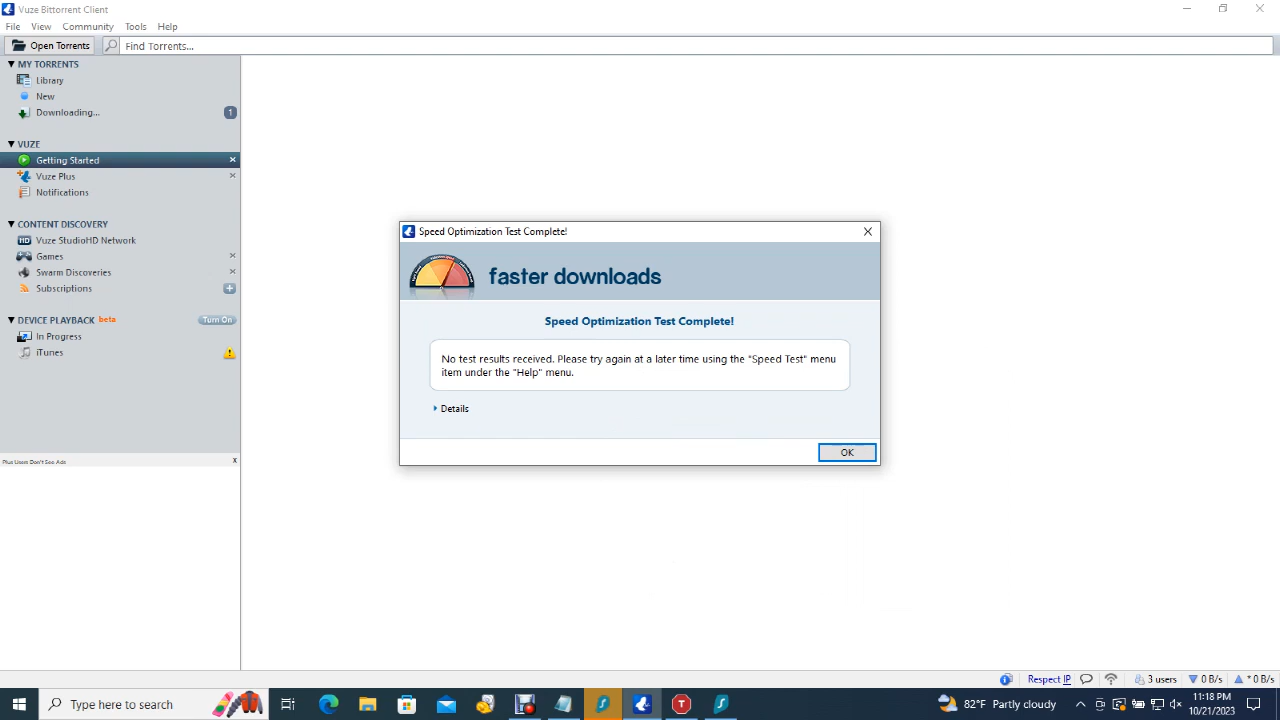 Vuze Bittorrent Client
File View Community Tools Help
Open Torrents Find Torrents...
MY TORRENTS
Library
New
Downloading... 1
VUZE
Getting Started
Vuze Plus
Notifications
CONTENT DISCOVERY
HD Vuze StudioHD Network
Games
Swarm Discoveries
Subscriptions
DEVICE PLAYBACK beta Turn On
In Progress
iTunes
Plus Users Don't See Ads x
Speed Optimization Test Complete!
faster downloads
Speed Optimization Test Complete!
No test results received. Please try again at a later time using the "Speed Test" menu
item under the "Help" menu.
Details
OK
Respect IP 3 users 0 B/s * 0 B/s
Type here to search
T
82°F Partly cloudy
11:18 PM
10/21/2023